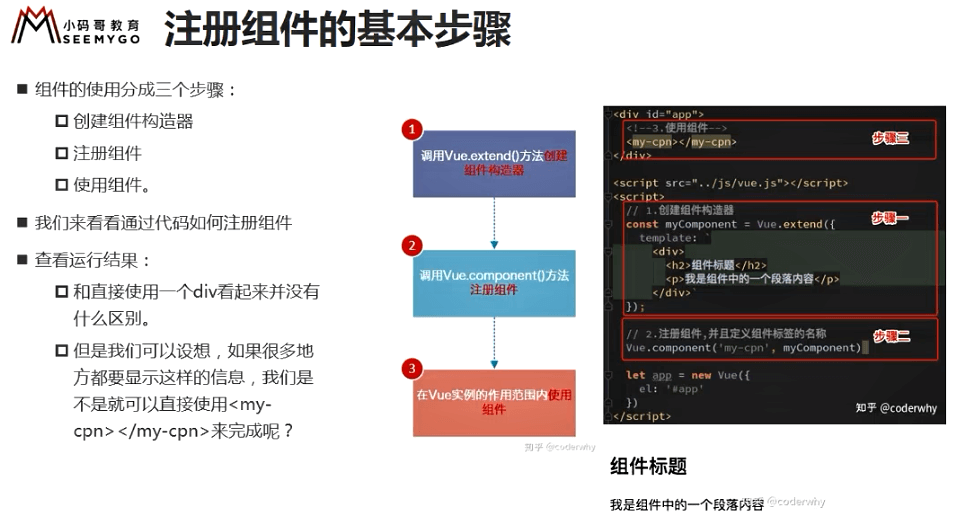 小码哥教育
SEEMYGO
注册组件的基本步骤
组件的使用分成三个步骤：
创建组件构造器
注册组件
使用组件。
我们来看看通过代码如何注册组件
查看运行结果：
和直接使用一个div看起来并没有
什么区别。
但是我们可以设想，如果很多地
方都要显示这样的信息，我们是
不是就可以直接使用<my-
cpn></my-cpn>来完成呢？
1
调用Vue.extend()方法创建
组件构造器
2
调用Vue.component()方法
注册组件
3
在Vue实例的作用范围内使用
组件
知乎 @coderwhy
<div id="app">
<!--3.使用组件-->
步骤三
<my-cpn></my-cpn>
</div>
<script src="../js/vue.js"></script>
<script>
// 1.创建组件构造器
步骤一
const myComponent = Vue.extend({
template: `
<div>
<h2>组件标题</h2>
<p>我是组件中的一个段落内容</p>
</div>`
});
// 2.注册组件,并且定义组件标签的名称
步骤二
Vue.component('my-cpn', myComponent)
let app = new Vue({
el: '#app'
})
</script>
知乎 @coderwhy
组件标题
我是组件中的一个段落内容
知乎 @coderwhy